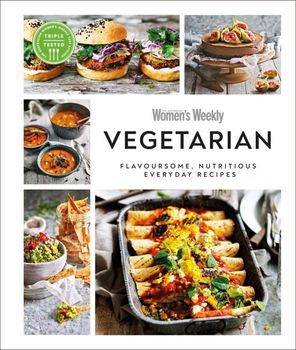 TRIPLE
TESTED
Women's Weekly
VEGETARIAN
FLAVOURSOME, NUTRITIOUS
EVERYDAY RECIPES